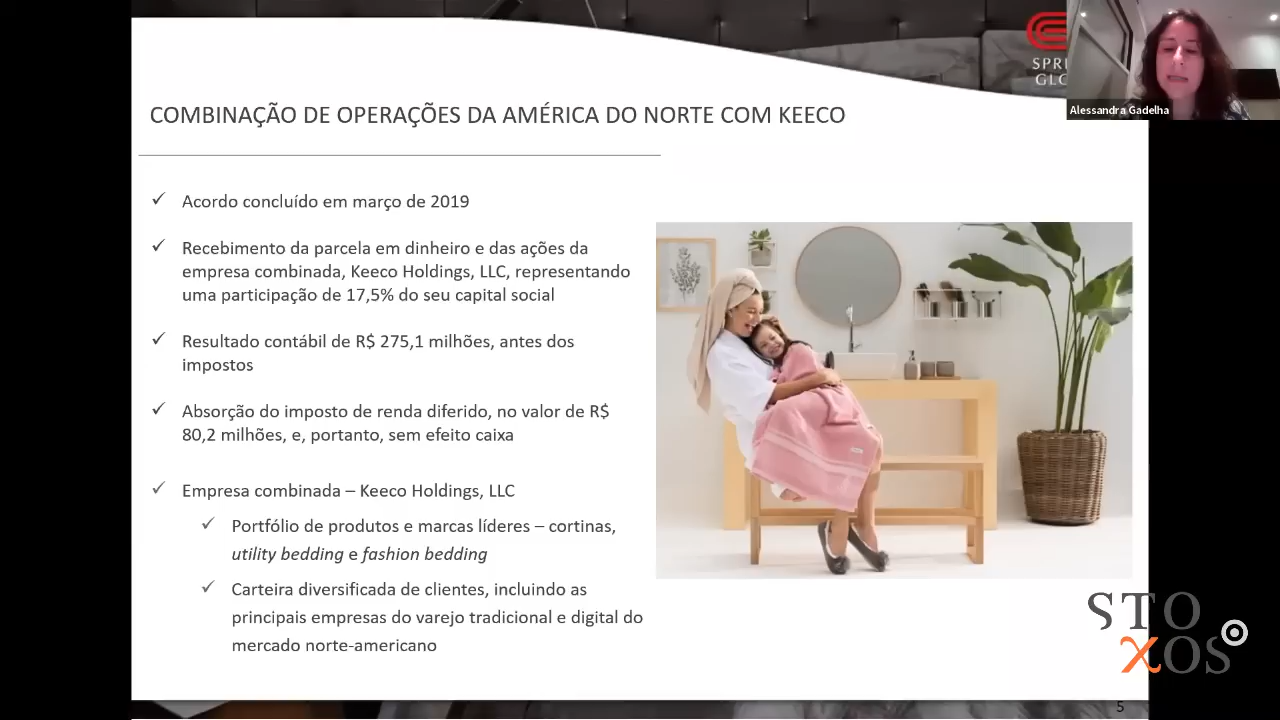 SPRI
GLO
Alessandra Gadelha
COMBINAÇÃO DE OPERAÇÕES DA AMÉRICA DO NORTE COM KEECO
Acordo concluído em março de 2019
Recebimento da parcela em dinheiro e das ações da
empresa combinada, Keeco Holdings, LLC, representando
uma participação de 17,5% do seu capital social
Resultado contábil de R$ 275,1 milhões, antes dos
impostos
Absorção do imposto de renda diferido, no valor de R$
80,2 milhões, e, portanto, sem efeito caixa
Empresa combinada – Keeco Holdings, LLC
Portfólio de produtos e marcas líderes – cortinas,
utility bedding e fashion bedding
Carteira diversificada de clientes, incluindo as
principais empresas do varejo tradicional e digital do
mercado norte-americano
STO
XOS
5